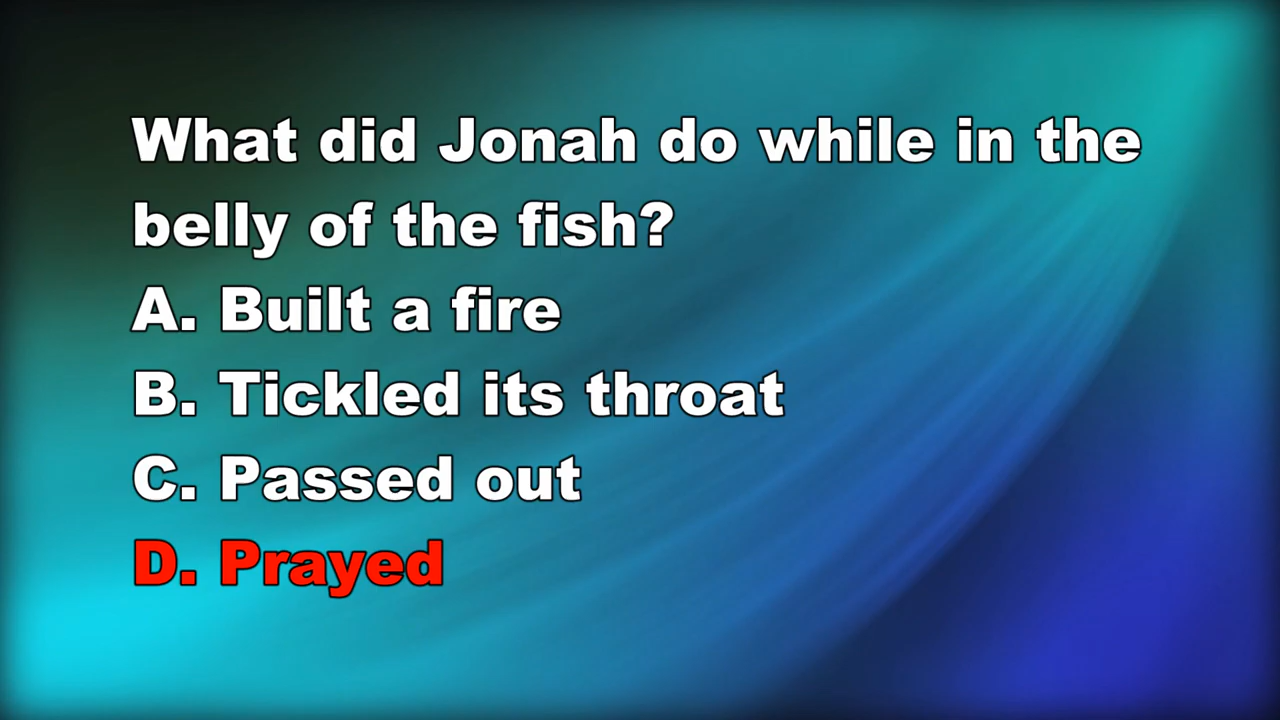 What did Jonah do while in the
belly of the fish?
A. Built a fire
B. Tickled its throat
C. Passed out
D. Prayed